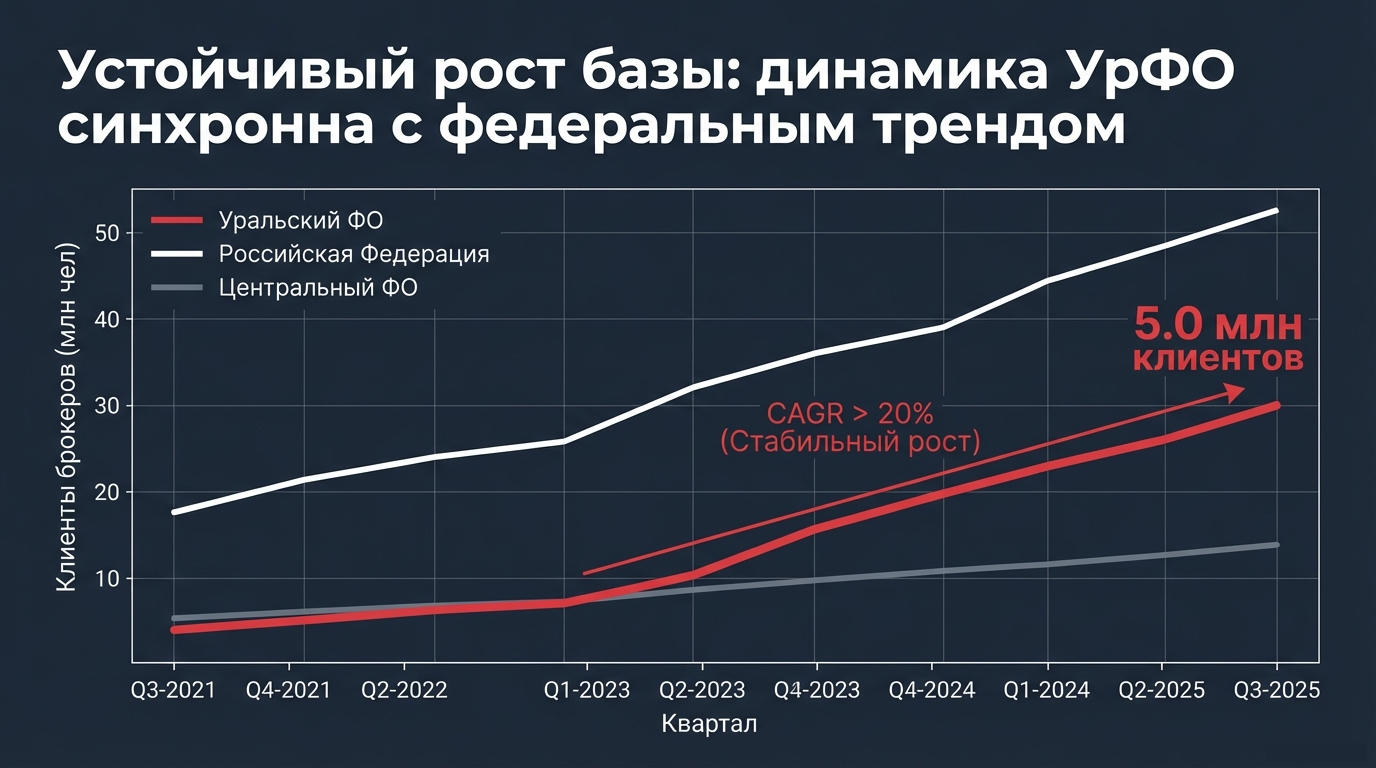 Устойчивый рост базы: динамика УрФО
синхронна с федеральным трендом
Уральский ФО
Российская Федерация
Центральный ФО
Клиенты брокеров (млн чел)
50
40
30
20
10
5.0 млн
клиентов
CAGR > 20%
(Стабильный рост)
Q3-2021 Q4-2021 Q2-2022 Q1-2023 Q2-2023 Q4-2023 Q4-2024 Q1-2024 Q2-2025 Q3-2025
Квартал